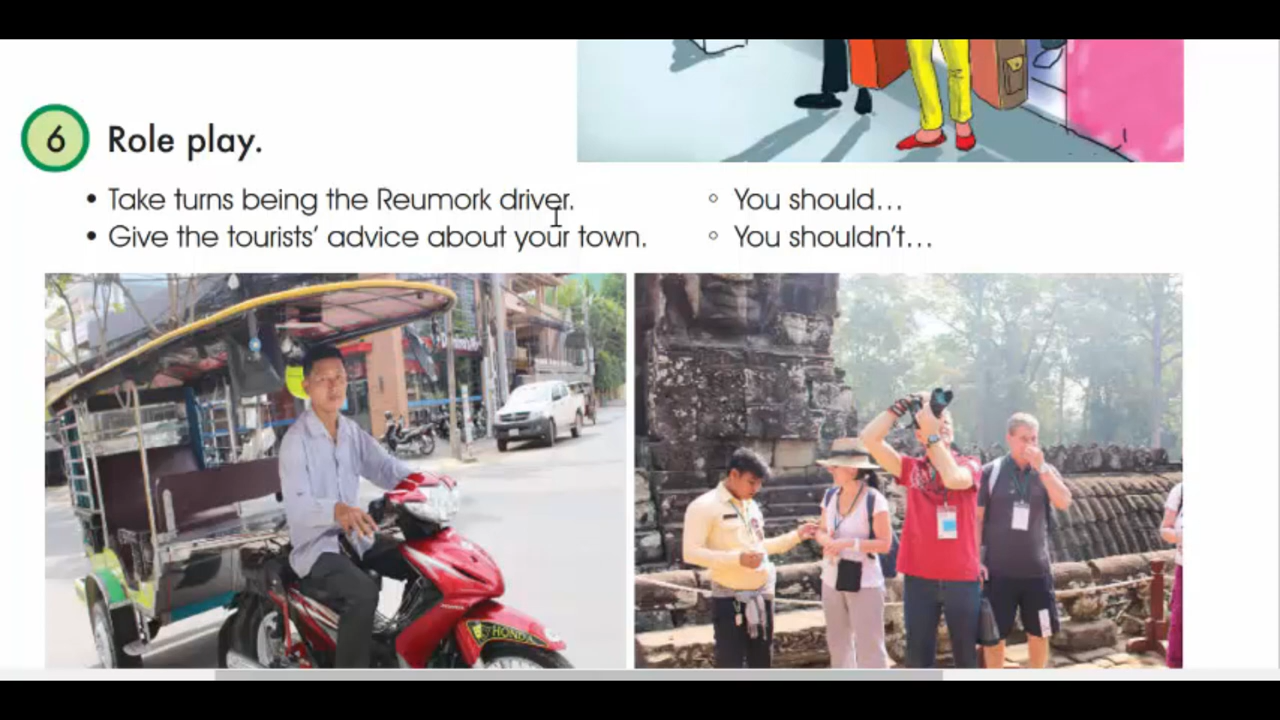 6 Role play.
• Take turns being the Reumork driver.
• Give the tourists’ advice about your town.
○ You should...
○ You shouldn’t...
HONDA